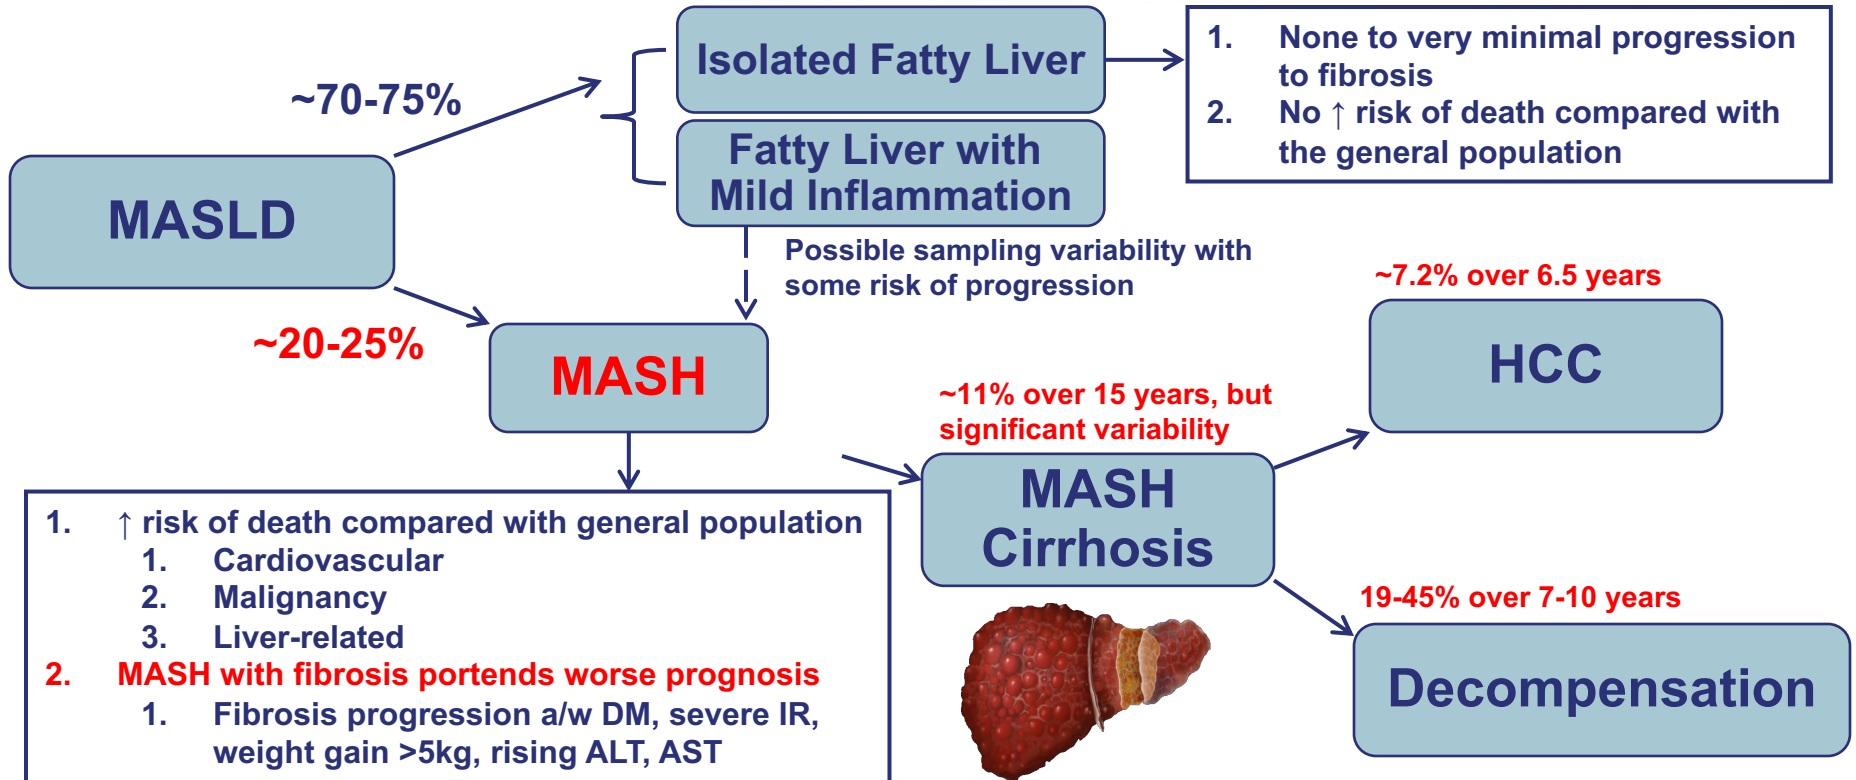 ~70-75%
Isolated Fatty Liver
1. None to very minimal progression
to fibrosis
2. No ↑ risk of death compared with
the general population
Fatty Liver with
Mild Inflammation
MASLD
Possible sampling variability with
some risk of progression
~20-25%
MASH
~7.2% over 6.5 years
HCC
~11% over 15 years, but
significant variability
MASH
Cirrhosis
1. ↑ risk of death compared with general population
1. Cardiovascular
2. Malignancy
3. Liver-related
2. MASH with fibrosis portends worse prognosis
1. Fibrosis progression a/w DM, severe IR,
weight gain >5kg, rising ALT, AST
19-45% over 7-10 years
Decompensation